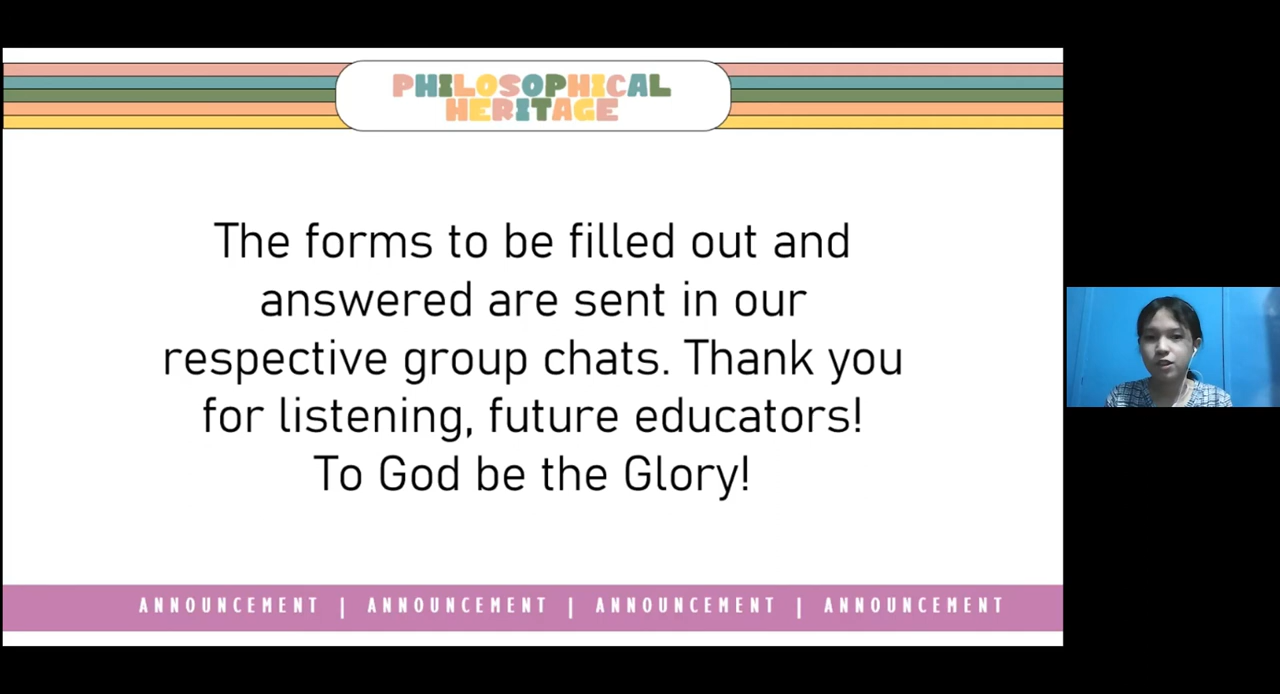 PHILOSOPHICAL
HERITAGE
The forms to be filled out and
answered are sent in our
respective group chats. Thank you
for listening, future educators!
To God be the Glory!
ANNOUNCEMENT | ANNOUNCEMENT | ANNOUNCEMENT | ANNOUNCEMENT